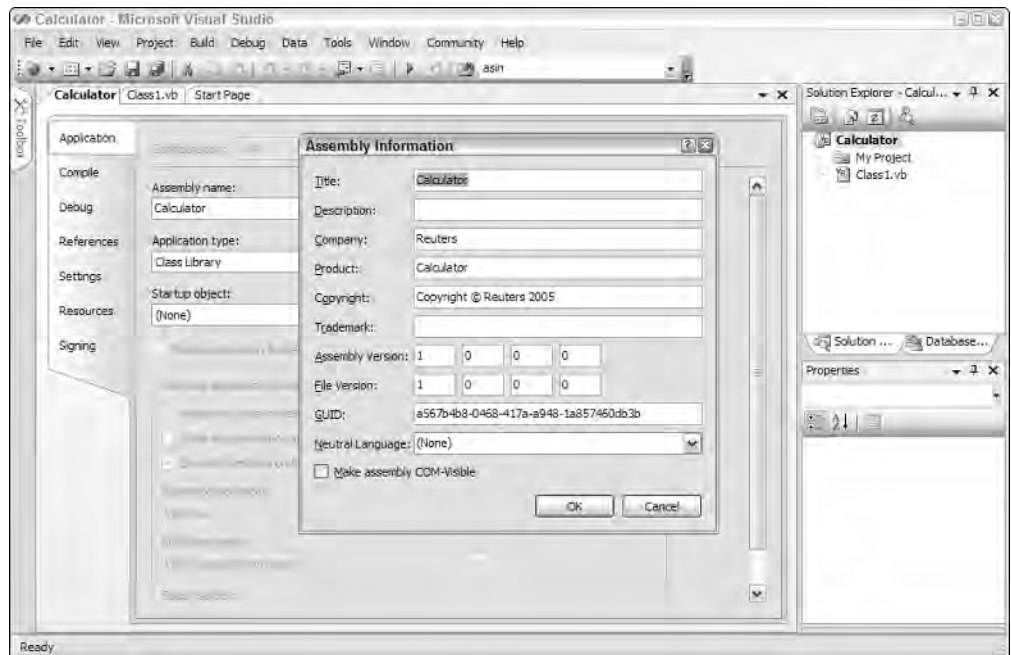 Calculator - Microsoft Visual Studio
File Edit View Project Build Debug Data Tools Window Community Help
asin
Toolbox
Calculator Class1.vb Start Page
Application
Compile
Debug
References
Settings
Resources
Signing
Assembly name:
Calculator
Application type:
Class Library
Startup object:
(None)
Assembly Information
Title: Calculator
Description:
Company: Reuters
Product: Calculator
Copyright: Copyright © Reuters 2005
Trademark:
Assembly Version: 1 0 0 0
File Version: 1 0 0 0
GUID: a567b4b8-0468-417a-a948-1a857460db3b
Neutral Language: (None)
Make assembly COM-Visible
OK Cancel
Solution Explorer - Calcul...
Calculator
My Project
Class1.vb
Solution ... Database...
Properties
Ready